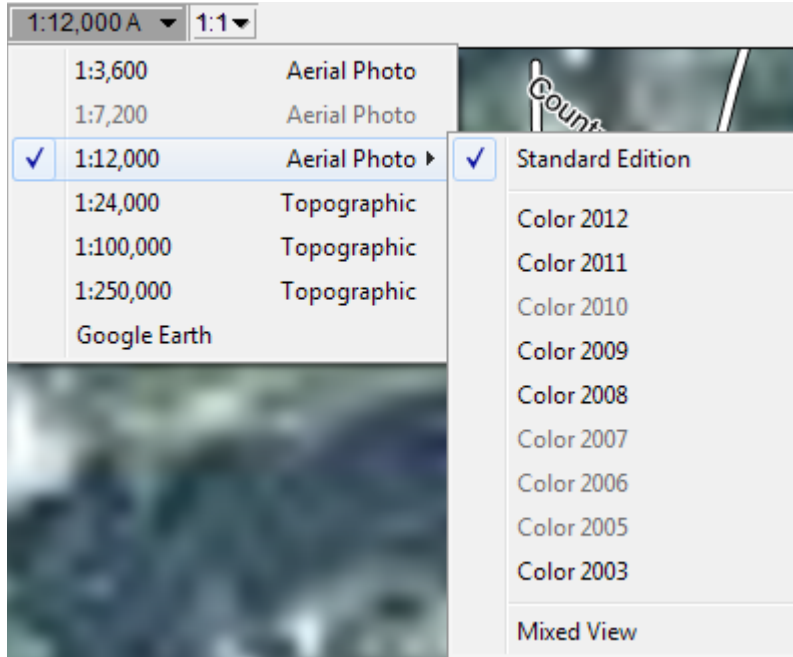 1:12,000 A 1:1
1:3,600 Aerial Photo
1:7,200 Aerial Photo
1:12,000 Aerial Photo
1:24,000 Topographic
1:100,000 Topographic
1:250,000 Topographic
Google Earth
Count
Standard Edition
Color 2012
Color 2011
Color 2010
Color 2009
Color 2008
Color 2007
Color 2006
Color 2005
Color 2003
Mixed View